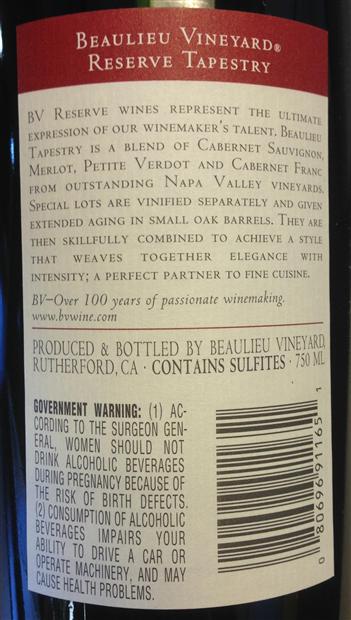 BEAULIEU VINEYARD®
RESERVE TAPESTRY
BV RESERVE WINES REPRESENT THE ULTIMATE
EXPRESSION OF OUR WINEMAKER'S TALENT. BEAULIEU
TAPESTRY IS A BLEND OF CABERNET SAUVIGNON,
MERLOT, PETITE VERDOT AND CABERNET FRANC
FROM OUTSTANDING NAPA VALLEY VINEYARDS.
SPECIAL LOTS ARE VINIFIED SEPARATELY AND GIVEN
EXTENDED AGING IN SMALL OAK BARRELS. THEY ARE
THEN SKILLFULLY COMBINED TO ACHIEVE A STYLE
THAT WEAVES TOGETHER ELEGANCE WITH
INTENSITY; A PERFECT PARTNER TO FINE CUISINE.
BV–Over 100 years of passionate winemaking.
www.bvwine.com
PRODUCED & BOTTLED BY BEAULIEU VINEYARD,
RUTHERFORD, CA · CONTAINS SULFITES · 750 ML
GOVERNMENT WARNING: (1) AC-
CORDING TO THE SURGEON GEN-
ERAL, WOMEN SHOULD NOT
DRINK ALCOHOLIC BEVERAGES
DURING PREGNANCY BECAUSE OF
THE RISK OF BIRTH DEFECTS.
(2) CONSUMPTION OF ALCOHOLIC
BEVERAGES IMPAIRS YOUR
ABILITY TO DRIVE A CAR OR
OPERATE MACHINERY, AND MAY
CAUSE HEALTH PROBLEMS.
0 80696 91165 1